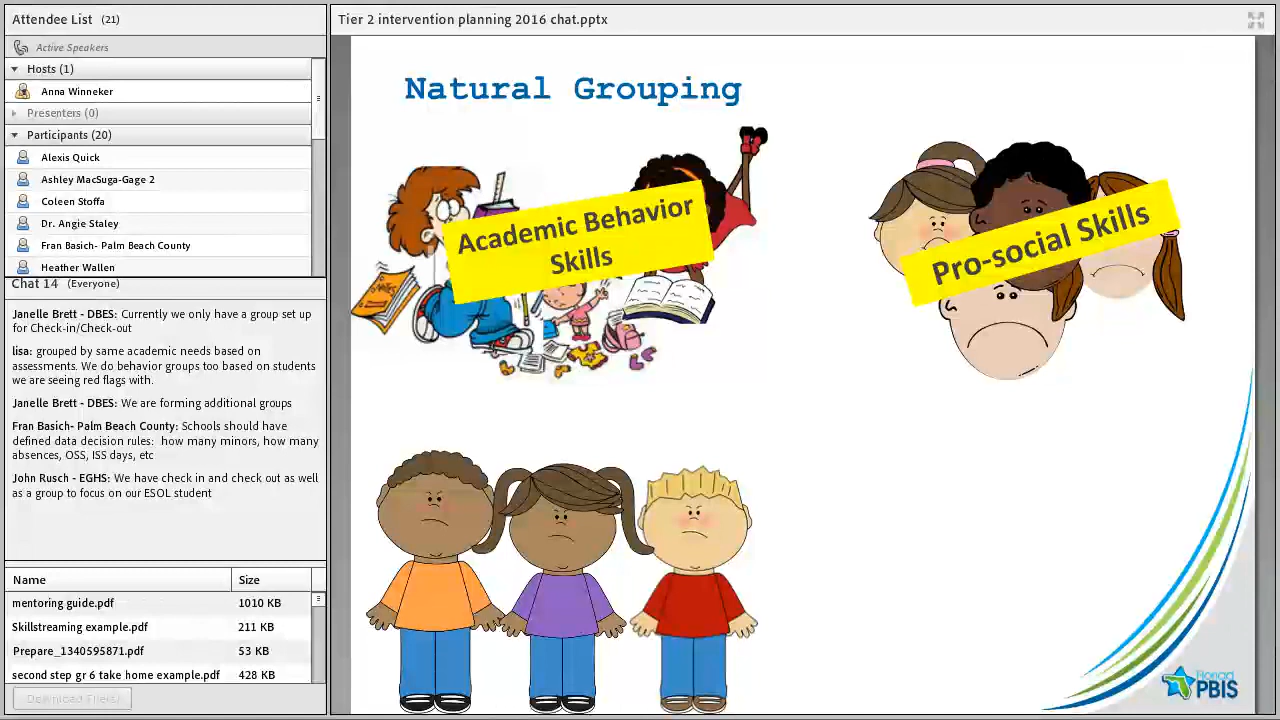 Attendee List (21)
Active Speakers
Hosts (1)
Anna Winneker
Presenters (0)
Participants (20)
Alexis Quick
Ashley MacSuga-Gage 2
Coleen Stoffa
Dr. Angie Staley
Fran Basich- Palm Beach County
Heather Wallen
Chat 14 (Everyone)
Janelle Brett - DBES: Currently we only have a group set up
for Check-in/Check-out
lisa: grouped by same academic needs based on
assessments. We do behavior groups too based on students
we are seeing red flags with.
Janelle Brett - DBES: We are forming additional groups
Fran Basich- Palm Beach County: Schools should have
defined data decision rules: how many minors, how many
absences, OSS, ISS days, etc
John Rusch - EGHS: We have check in and check out as well
as a group to focus on our ESOL student
Name Size
mentoring guide.pdf 1010 KB
Skillstreaming example.pdf 211 KB
Prepare_1340595871.pdf 53 KB
second step gr 6 take home example.pdf 428 KB
Download File(s)
Tier 2 intervention planning 2016 chat.pptx
Natural Grouping
Academic Behavior
Skills
Pro-social Skills
Florida
PBIS